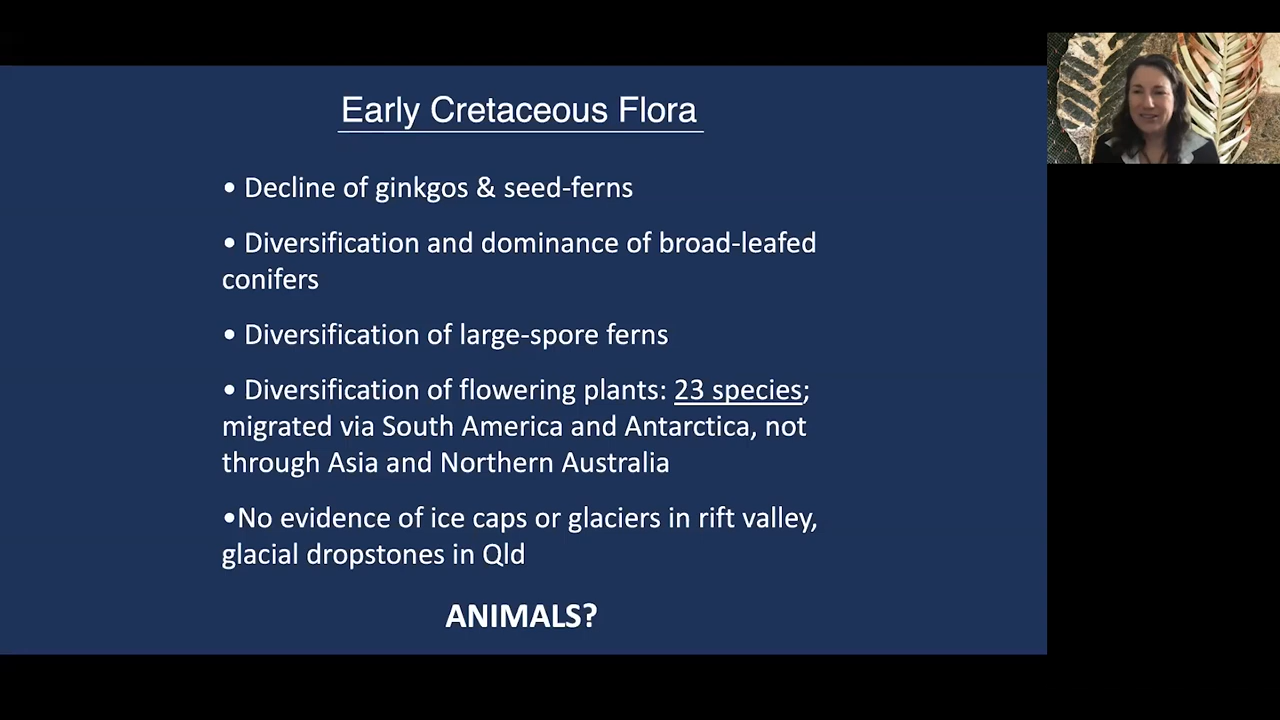 Early Cretaceous Flora
• Decline of ginkgos & seed-ferns
• Diversification and dominance of broad-leafed
conifers
• Diversification of large-spore ferns
• Diversification of flowering plants: 23 species;
migrated via South America and Antarctica, not
through Asia and Northern Australia
•No evidence of ice caps or glaciers in rift valley,
glacial dropstones in Qld
ANIMALS?